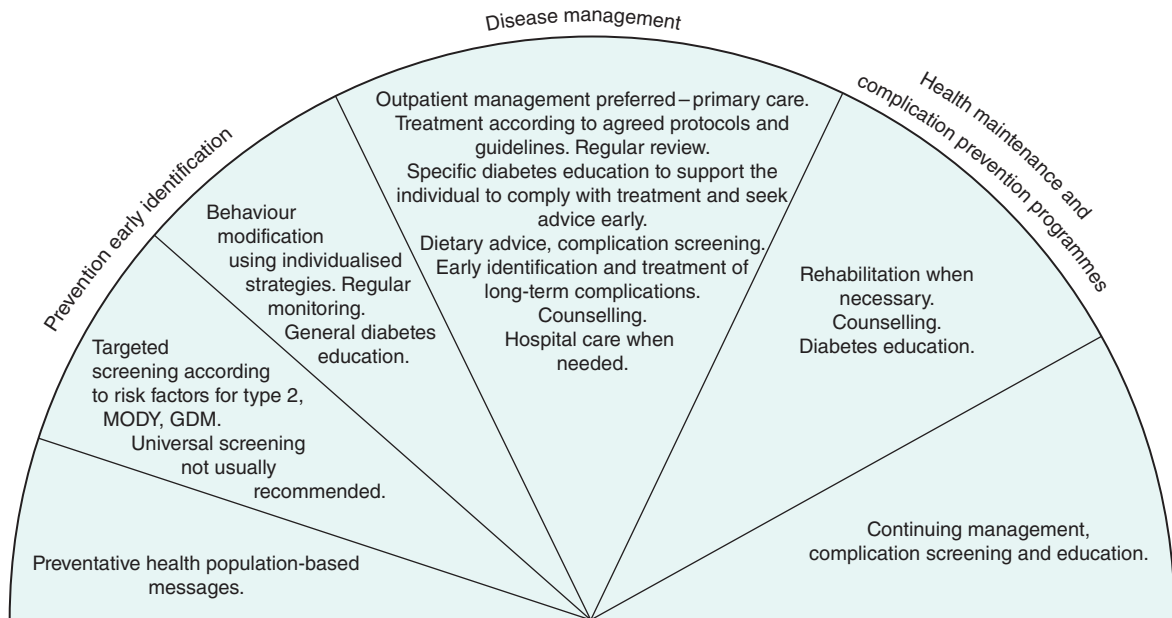 Disease management
Prevention early identification
Health maintenance and
complication prevention programmes
Preventative health population-based
messages.
Targeted
screening according
to risk factors for type 2,
MODY, GDM.
Universal screening
not usually
recommended.
Behaviour
modification
using individualised
strategies. Regular
monitoring.
General diabetes
education.
Outpatient management preferred – primary care.
Treatment according to agreed protocols and
guidelines. Regular review.
Specific diabetes education to support the
individual to comply with treatment and seek
advice early.
Dietary advice, complication screening.
Early identification and treatment of
long-term complications.
Counselling.
Hospital care when
needed.
Rehabilitation when
necessary.
Counselling.
Diabetes education.
Continuing management,
complication screening and education.